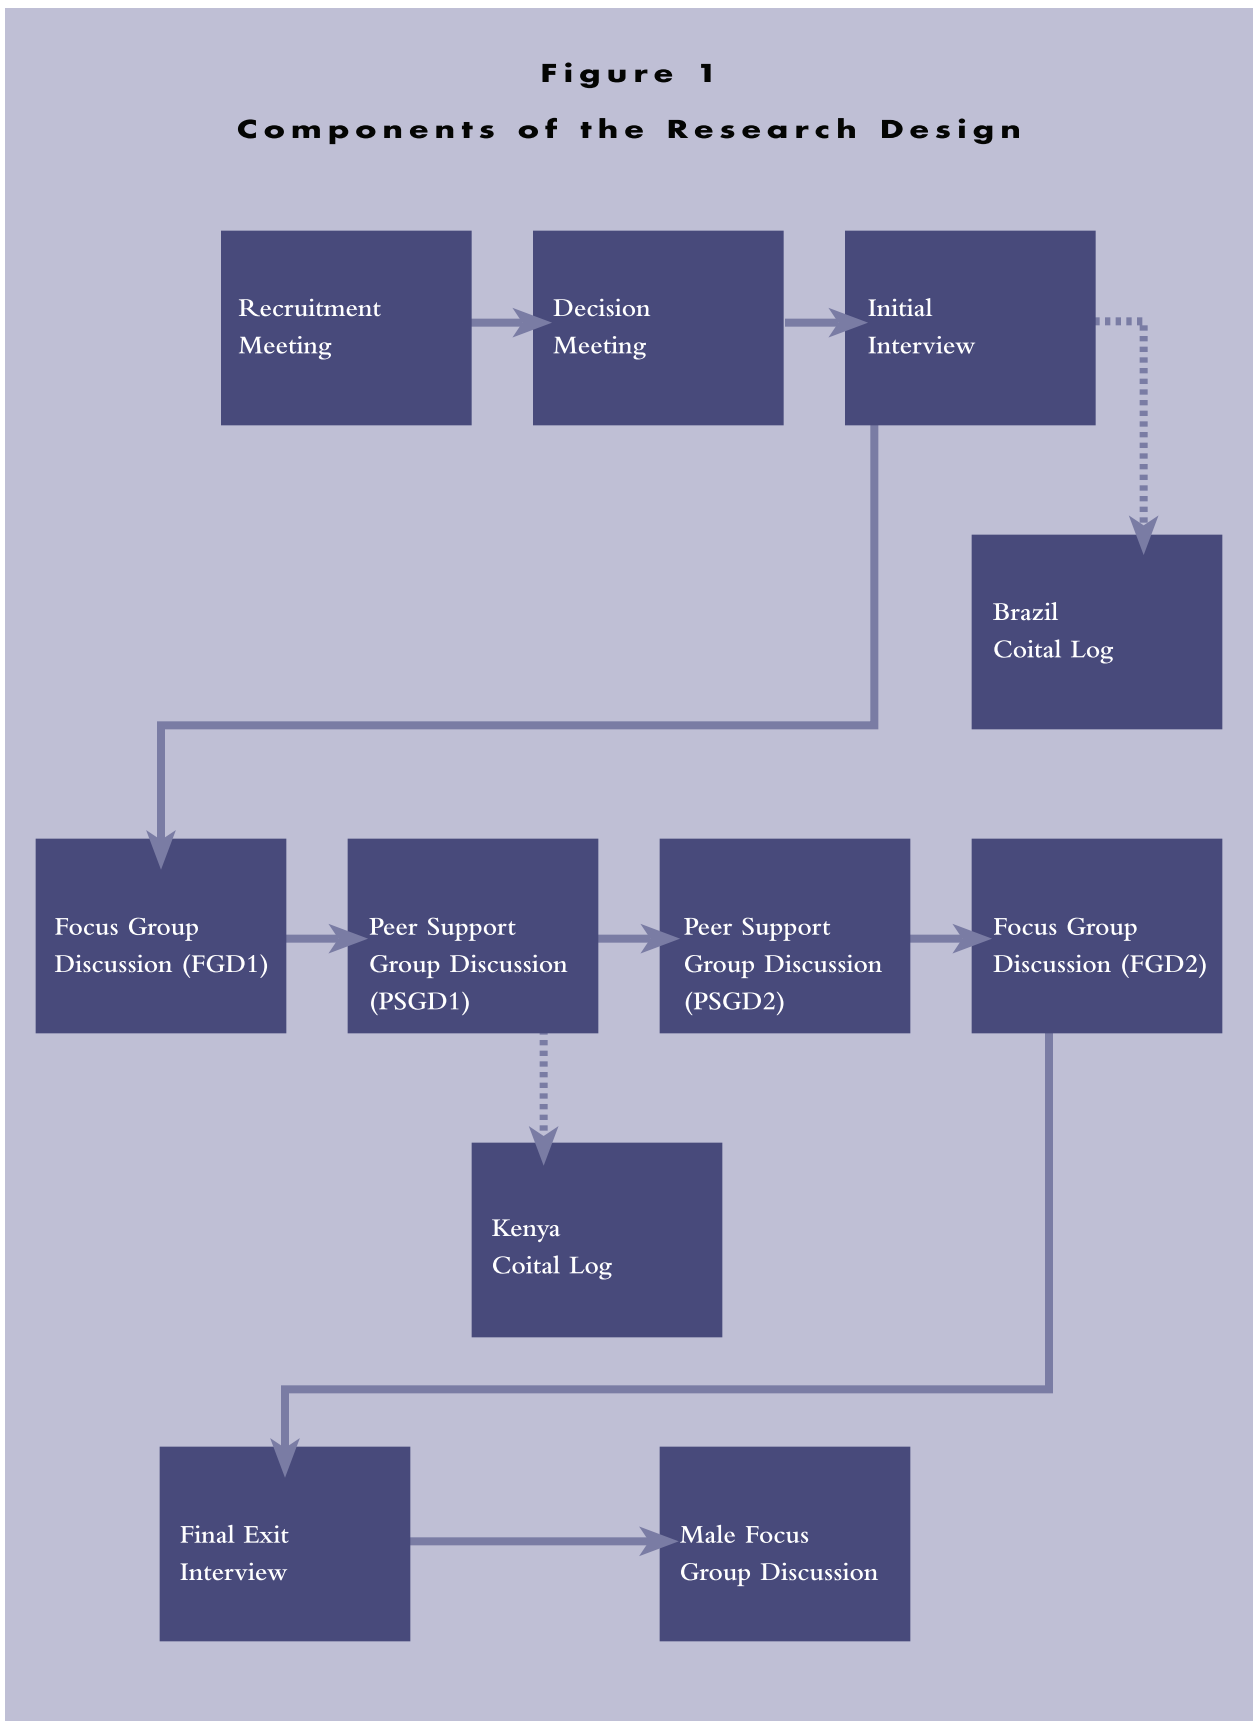 Figure 1
Components of the Research Design
Recruitment
Meeting
Decision
Meeting
Initial
Interview
Brazil
Coital Log
Focus Group
Discussion (FGD1)
Peer Support
Group Discussion
(PSGD1)
Peer Support
Group Discussion
(PSGD2)
Focus Group
Discussion (FGD2)
Kenya
Coital Log
Final Exit
Interview
Male Focus
Group Discussion